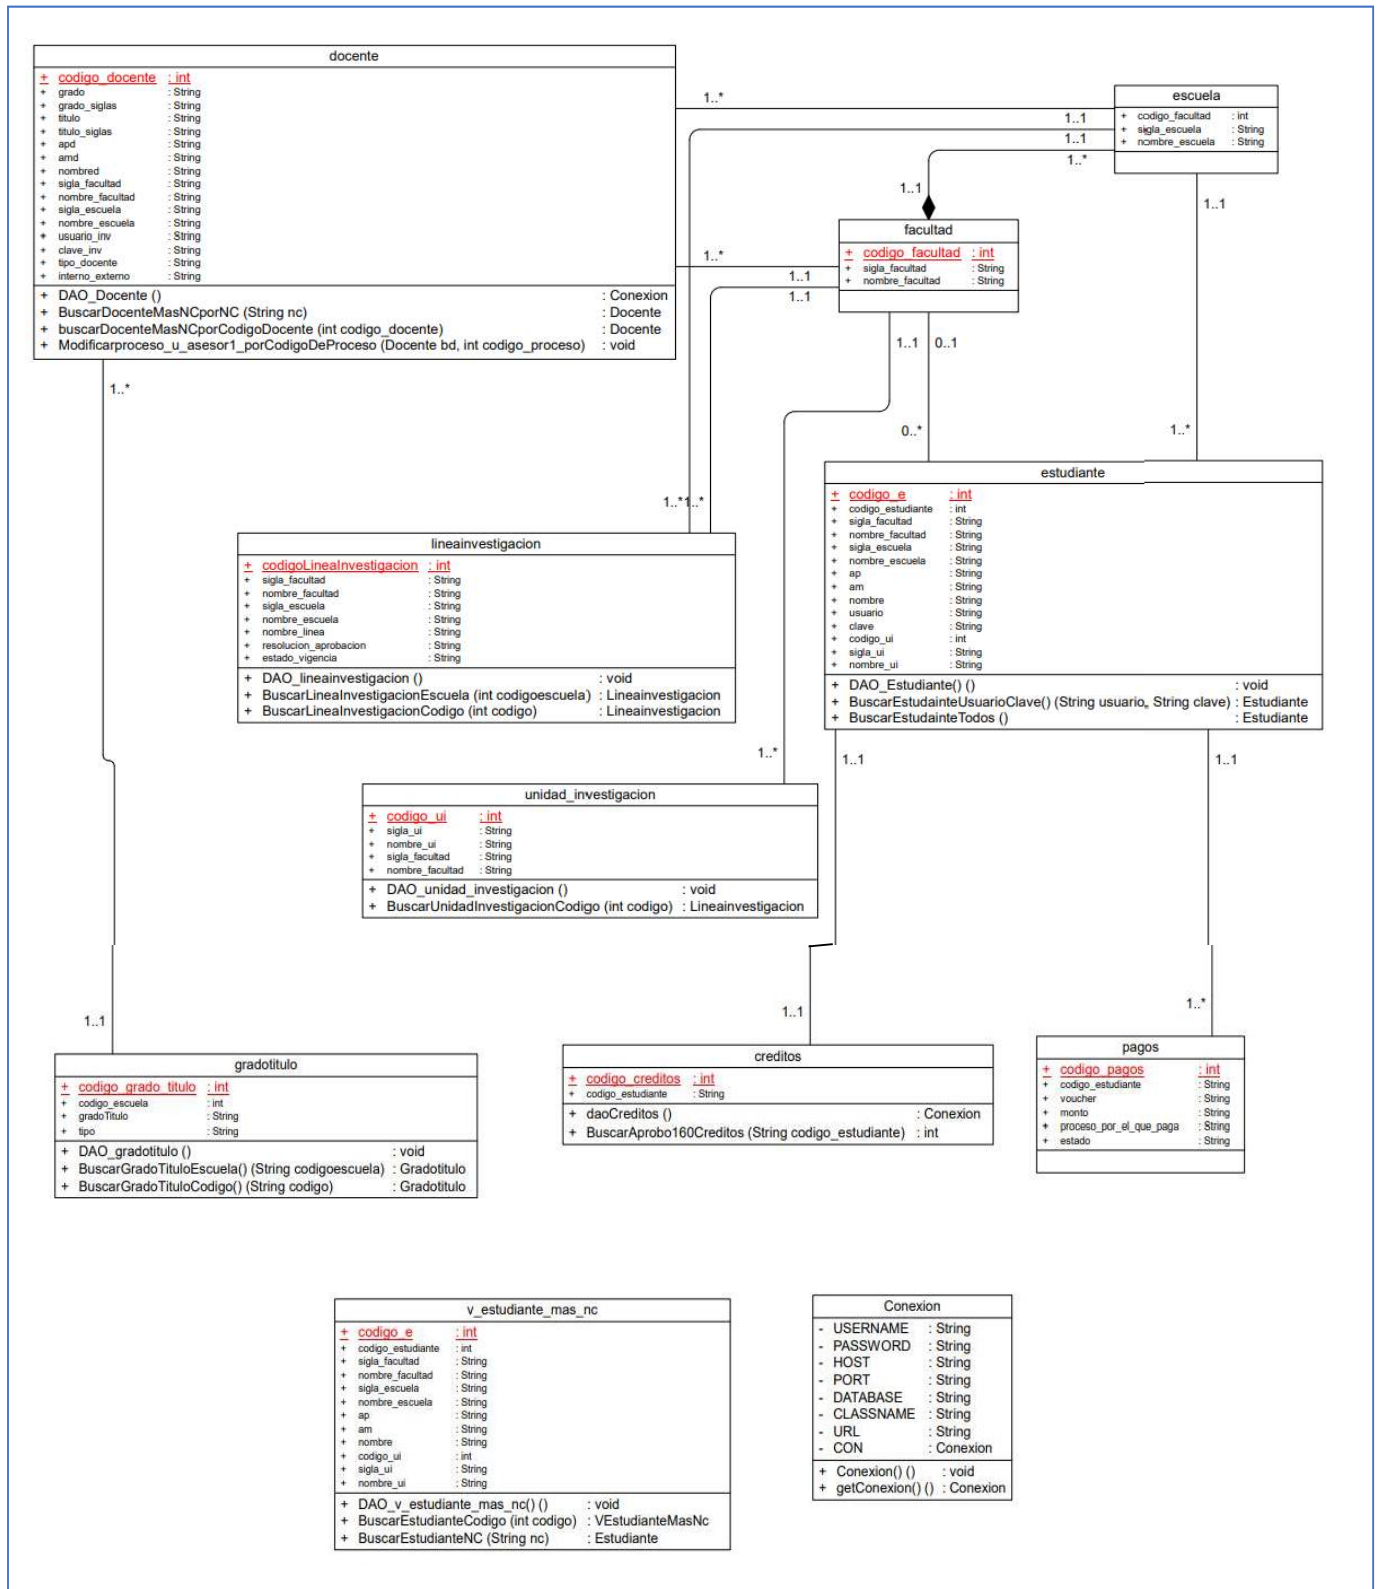 docente
+ codigo_docente : int
+ grado : String
+ grado_siglas : String
+ titulo : String
+ titulo_siglas : String
+ apd : String
+ amd : String
+ nombred : String
+ sigla_facultad : String
+ nombre_facultad : String
+ sigla_escuela : String
+ nombre_escuela : String
+ usuario_inv : String
+ clave_inv : String
+ tipo_docente : String
+ interno_externo : String
+ DAO_Docente () : Conexion
+ BuscarDocenteMasNCporNC (String nc) : Docente
+ buscarDocenteMasNCporCodigoDocente (int codigo_docente) : Docente
+ Modificarproceso_u_asesor1_porCodigoDeProceso (Docente bd, int codigo_proceso) : void
1..*
1..1
1..1
1..*
escuela
+ codigo_facultad : int
+ sigla_escuela : String
+ nombre_escuela : String
1..1
1..1
facultad
+ codigo_facultad : int
+ sigla_facultad : String
+ nombre_facultad : String
1..*
1..1
1..1
1..1
0..1
1..*
0..*
1..*
1..*1..*
estudiante
+ codigo_e : int
+ codigo_estudiante : int
+ sigla_facultad : String
+ nombre_facultad : String
+ sigla_escuela : String
+ nombre_escuela : String
+ ap : String
+ am : String
+ nombre : String
+ usuario : String
+ clave : String
+ codigo_ui : int
+ sigla_ui : String
+ nombre_ui : String
+ DAO_Estudiante() () : void
+ BuscarEstudainteUsuarioClave() (String usuario,, String clave) : Estudiante
+ BuscarEstudainteTodos () : Estudiante
lineainvestigacion
+ codigoLineaInvestigacion : int
+ sigla_facultad : String
+ nombre_facultad : String
+ sigla_escuela : String
+ nombre_escuela : String
+ nombre_linea : String
+ resolucion_aprobacion : String
+ estado_vigencia : String
+ DAO_lineainvestigacion () : void
+ BuscarLineaInvestigacionEscuela (int codigoescuela) : Lineainvestigacion
+ BuscarLineaInvestigacionCodigo (int codigo) : Lineainvestigacion
1..*
1..1
1..1
unidad_investigacion
+ codigo_ui : int
+ sigla_ui : String
+ nombre_ui : String
+ sigla_facultad : String
+ nombre_facultad : String
+ DAO_unidad_investigacion () : void
+ BuscarUnidadInvestigacionCodigo (int codigo) : Lineainvestigacion
1..1
1..1
1..*
gradotitulo
+ codigo_grado_titulo : int
+ codigo_escuela : int
+ gradoTitulo : String
+ tipo : String
+ DAO_gradotitulo () : void
+ BuscarGradoTituloEscuela() (String codigoescuela) : Gradotitulo
+ BuscarGradoTituloCodigo() (String codigo) : Gradotitulo
creditos
+ codigo_creditos : int
+ codigo_estudiante : String
+ daoCreditos () : Conexion
+ BuscarAprobo160Creditos (String codigo_estudiante) : int
pagos
+ codigo_pagos : int
+ codigo_estudiante : String
+ voucher : String
+ monto : String
+ proceso_por_el_que_paga : String
+ estado : String
v_estudiante_mas_nc
+ codigo_e : int
+ codigo_estudiante : int
+ sigla_facultad : String
+ nombre_facultad : String
+ sigla_escuela : String
+ nombre_escuela : String
+ ap : String
+ am : String
+ nombre : String
+ codigo_ui : int
+ sigla_ui : String
+ nombre_ui : String
+ DAO_v_estudiante_mas_nc() () : void
+ BuscarEstudianteCodigo (int codigo) : VEstudianteMasNc
+ BuscarEstudianteNC (String nc) : Estudiante
Conexion
- USERNAME : String
- PASSWORD : String
- HOST : String
- PORT : String
- DATABASE : String
- CLASSNAME : String
- URL : String
- CON : Conexion
+ Conexion() () : void
+ getConexion() () : Conexion